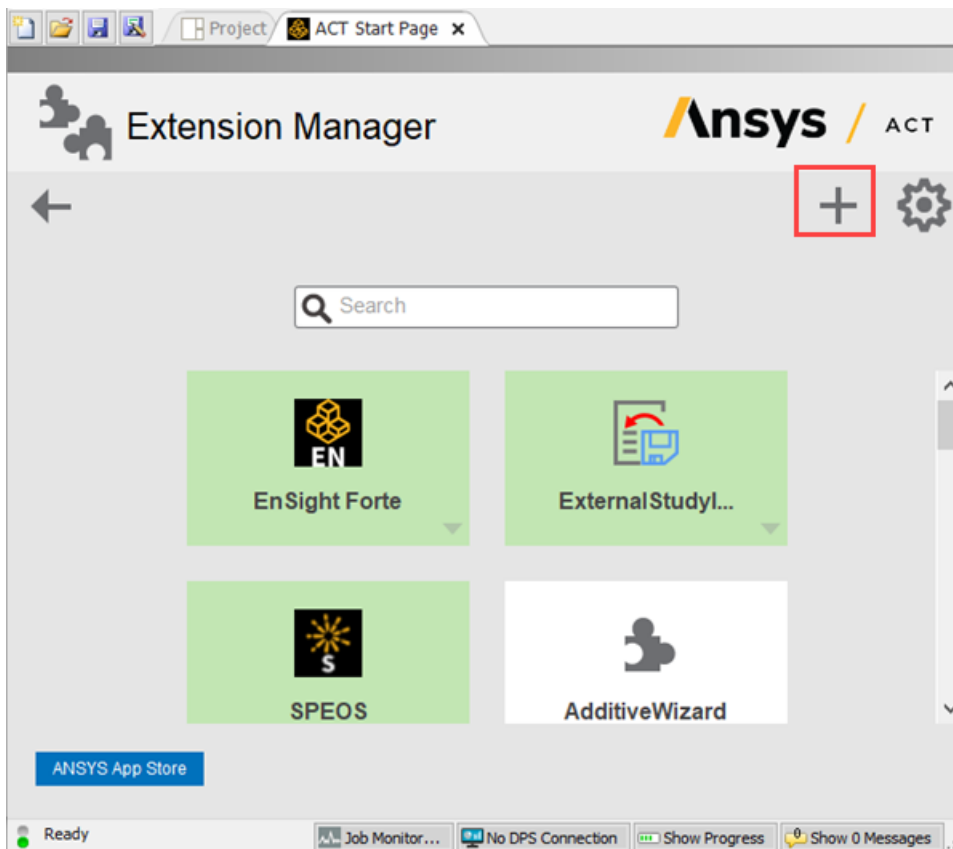 Project
ACT Start Page
Extension Manager
Ansys / ACT
Search
EN
EnSight Forte
ExternalStudyI...
S
SPEOS
AdditiveWizard
ANSYS App Store
Ready
Job Monitor...
No DPS Connection
Show Progress
0
Show 0 Messages